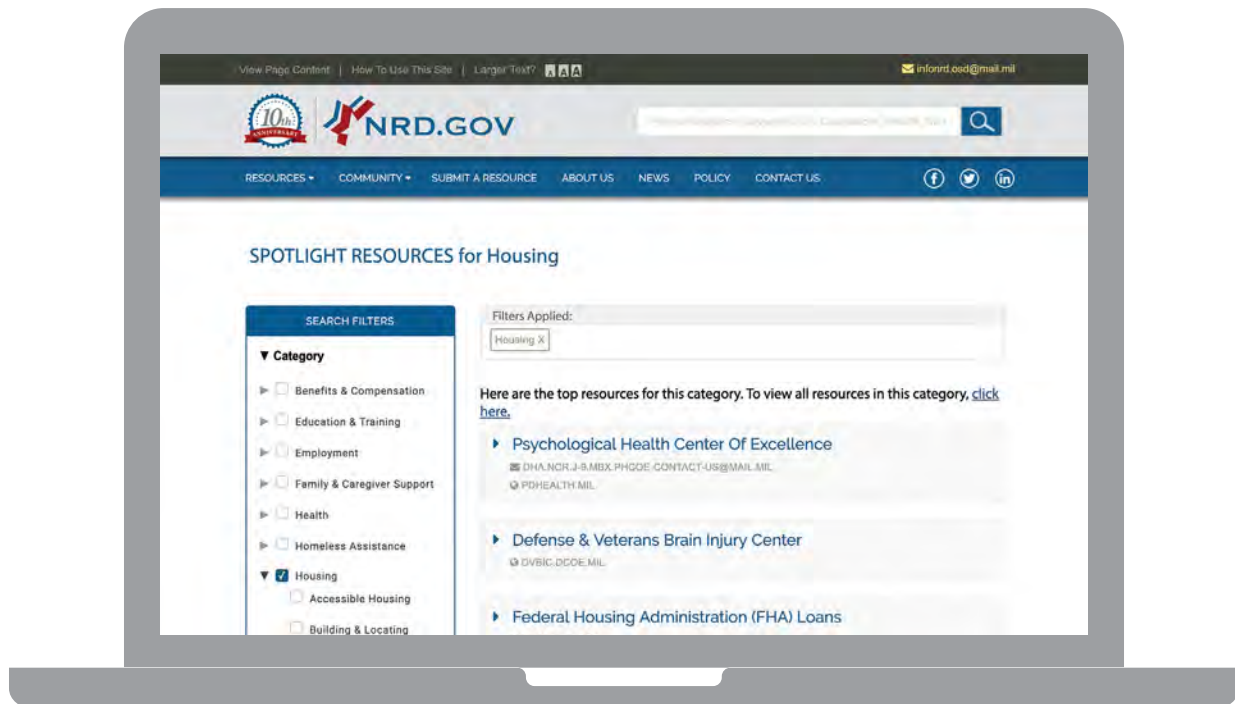 View Page Content | How To Use This Site | Larger Text? A A A
infonrd.osd@mail.mil
10th ANNIVERSARY
NRD.GOV
RESOURCES COMMUNITY SUBMIT A RESOURCE ABOUT US NEWS POLICY CONTACT US
SPOTLIGHT RESOURCES for Housing
SEARCH FILTERS
Category
Benefits & Compensation
Education & Training
Employment
Family & Caregiver Support
Health
Homeless Assistance
Housing
Accessible Housing
Building & Locating
Filters Applied:
Housing X
Here are the top resources for this category. To view all resources in this category, click
here.
Psychological Health Center Of Excellence
DHA.NCR.J-9.MBX.PHCOE-CONTACT-US@MAIL.MIL
PDHEALTH.MIL
Defense & Veterans Brain Injury Center
DVBIC.DCOE.MIL
Federal Housing Administration (FHA) Loans